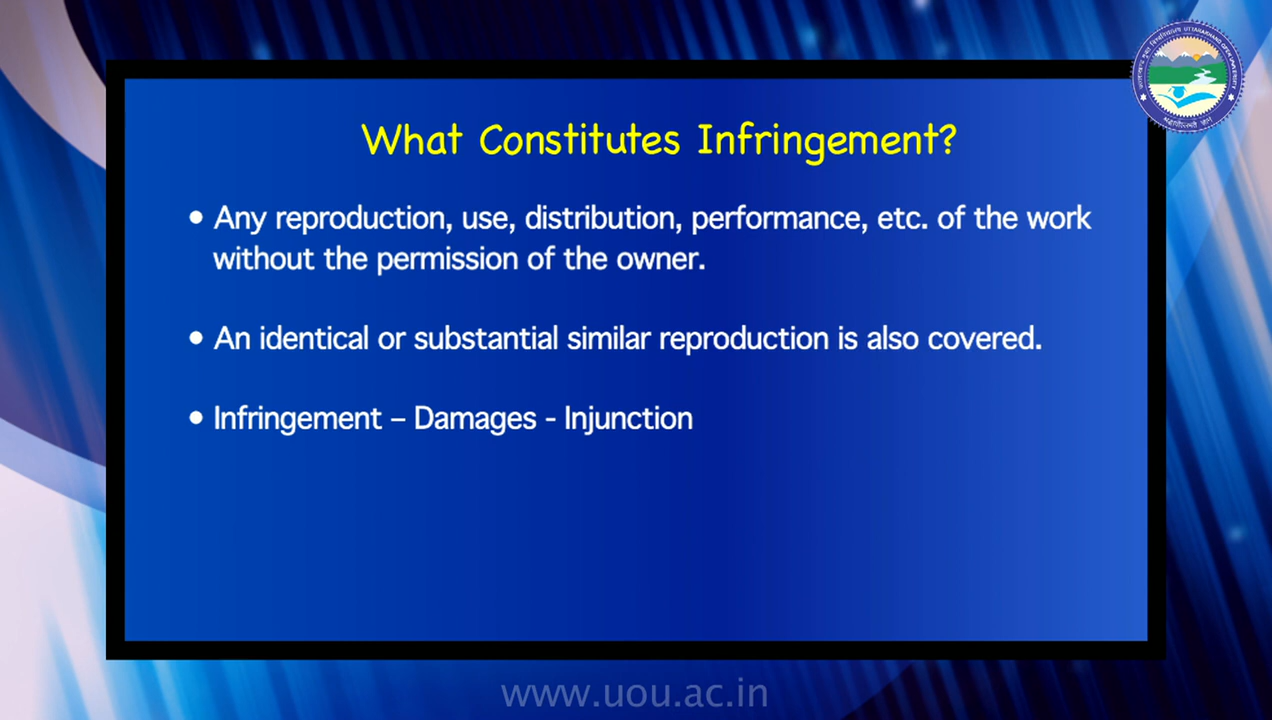 What Constitutes Infringement?
• Any reproduction, use, distribution, performance, etc. of the work
without the permission of the owner.
• An identical or substantial similar reproduction is also covered.
• Infringement – Damages - Injunction
www.uou.ac.in